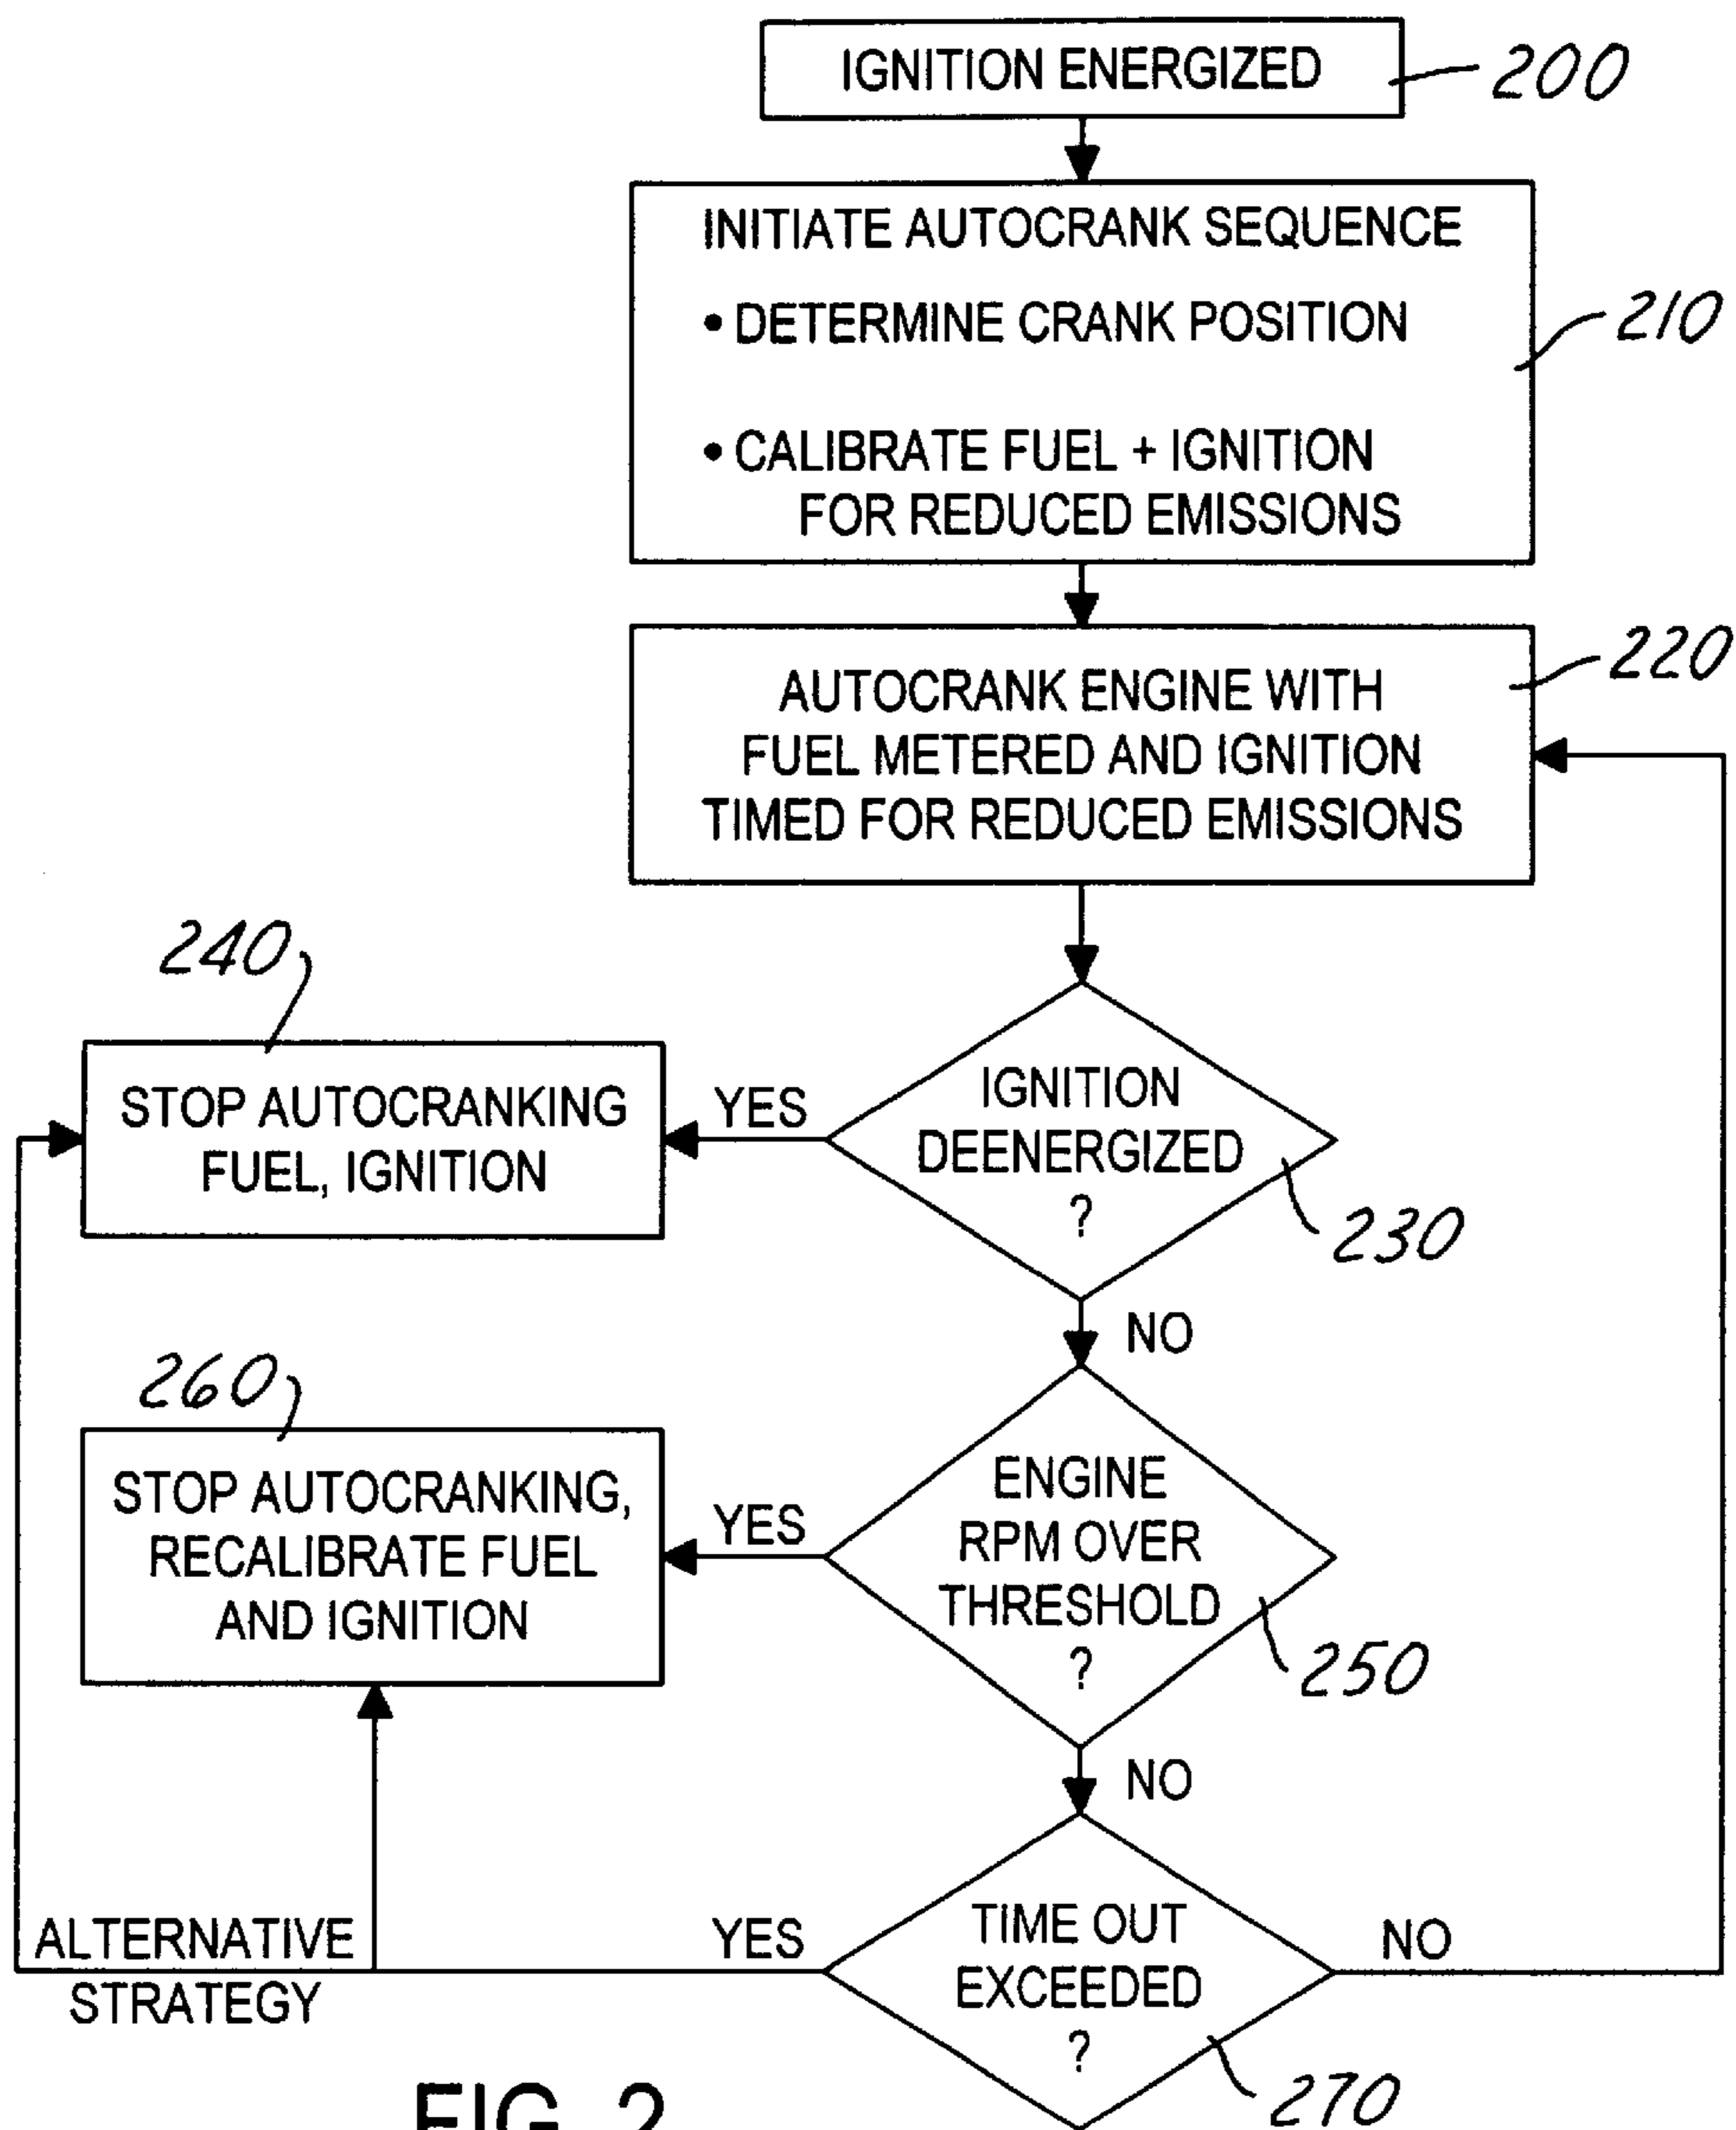 IGNITION ENERGIZED
200
INITIATE AUTOCRANK SEQUENCE
• DETERMINE CRANK POSITION
210
• CALIBRATE FUEL + IGNITION
FOR REDUCED EMISSIONS
220
AUTOCRANK ENGINE WITH
FUEL METERED AND IGNITION
TIMED FOR REDUCED EMISSIONS
240
STOP AUTOCRANKING
FUEL, IGNITION
YES
IGNITION
DEENERGIZED
?
230
NO
260
STOP AUTOCRANKING,
RECALIBRATE FUEL
AND IGNITION
YES
ENGINE
RPM OVER
THRESHOLD
?
250
NO
ALTERNATIVE
STRATEGY
YES
TIME OUT
EXCEEDED
?
NO
270
FIG. 2